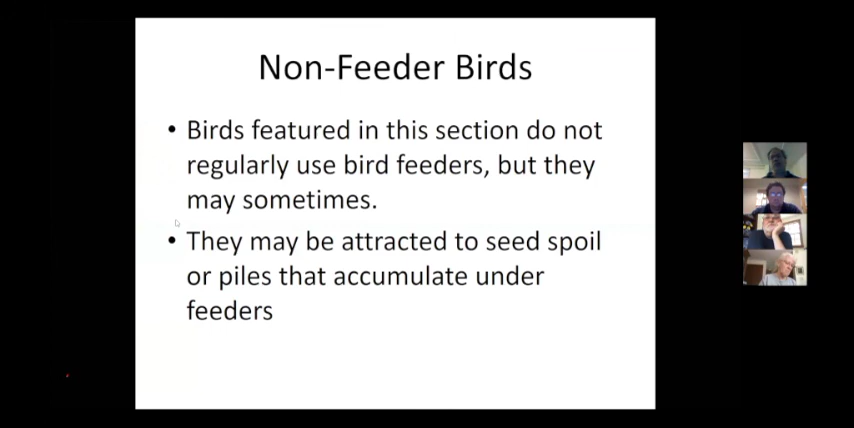 Non-Feeder Birds
• Birds featured in this section do not
regularly use bird feeders, but they
may sometimes.
• They may be attracted to seed spoil
or piles that accumulate under
feeders